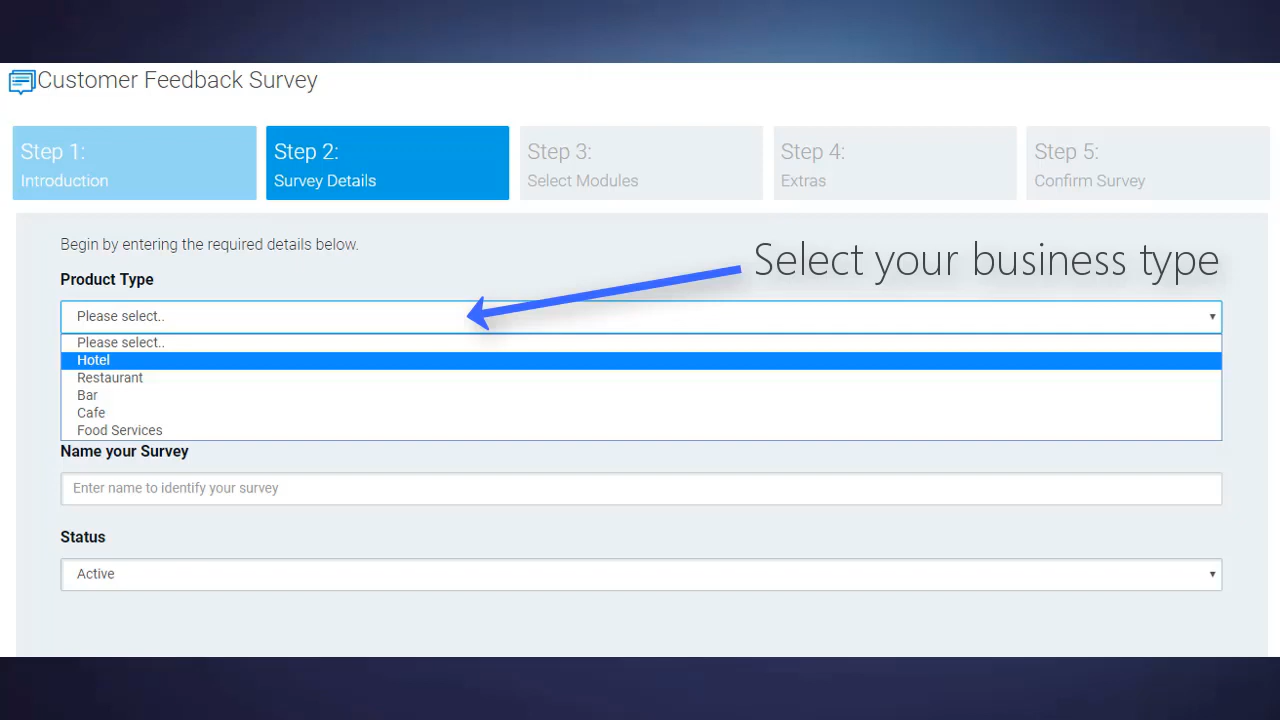 Customer Feedback Survey
Step 1:
Introduction
Step 2:
Survey Details
Step 3:
Select Modules
Step 4:
Extras
Step 5:
Confirm Survey
Begin by entering the required details below.
Select your business type
Product Type
Please select..
Please select..
Hotel
Restaurant
Bar
Cafe
Food Services
Name your Survey
Enter name to identify your survey
Status
Active